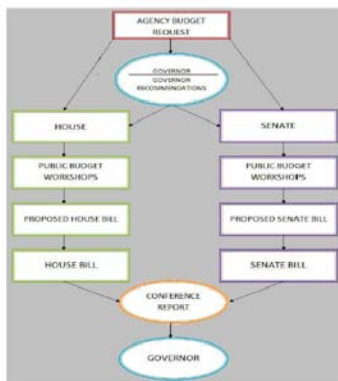 AGENCY BUDGET
REQUEST
GOVERNOR
GOVERNOR
RECOMMENDATIONS
HOUSE
SENATE
PUBLIC BUDGET
WORKSHOPS
PUBLIC BUDGET
WORKSHOPS
PROPOSED HOUSE BILL
PROPOSED SENATE BILL
HOUSE BILL
SENATE BILL
CONFERENCE
REPORT
GOVERNOR